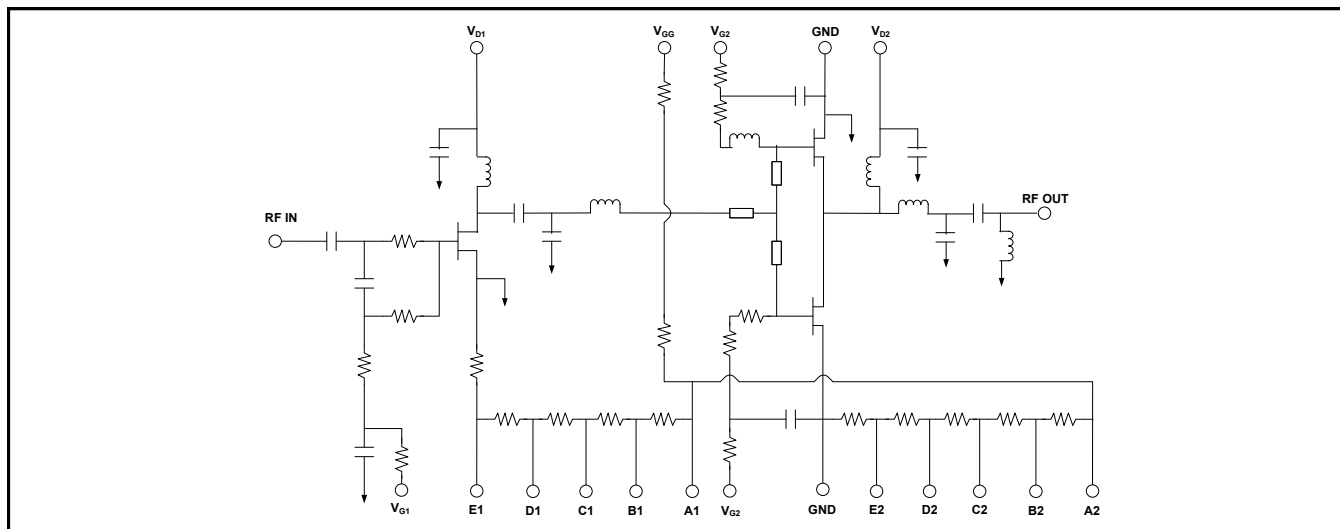 VD1
VGG
VG2
GND
VD2
RF IN
RF OUT
VG1
E1
D1
C1
B1
A1
VG2
GND
E2
D2
C2
B2
A2